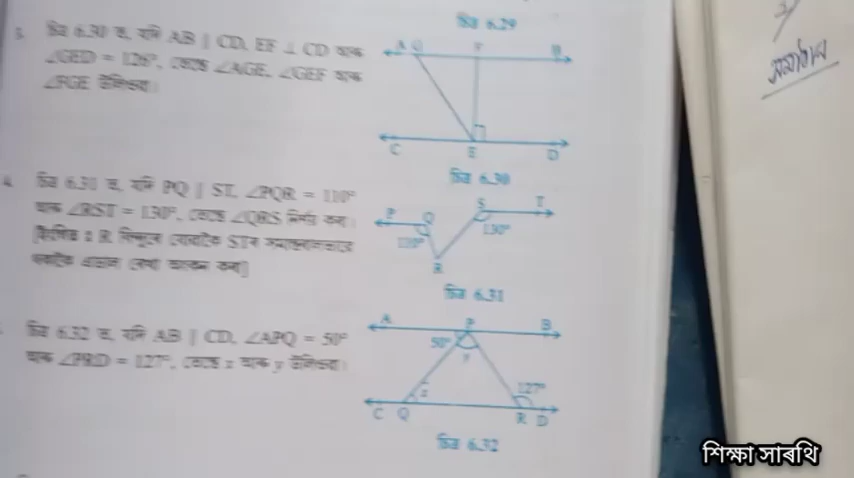 চিত্ৰ 6.29
3. চিত্ৰ 6.30 ত, যদি AB || CD, EF ⊥ CD আৰু
∠GED = 126°, তেন্তে ∠AGE, ∠GEF আৰু
∠FGE উলিওৱা।
A G F B
C E D
চিত্ৰ 6.30
4. চিত্ৰ 6.31 ত, যদি PQ || ST, ∠PQR = 110°
আৰু ∠RST = 130°, তেন্তে ∠QRS নিৰ্ণয় কৰা।
P Q S T
110° 130°
R
চিত্ৰ 6.31
চিত্ৰ 6.32 ত, যদি AB || CD, ∠APQ = 50°
আৰু ∠PRD = 127°, তেন্তে x আৰু y উলিওৱা।
A P B
50° y
x 127°
C Q R D
চিত্ৰ 6.32
সমাধান
শিক্ষা সাৰথি